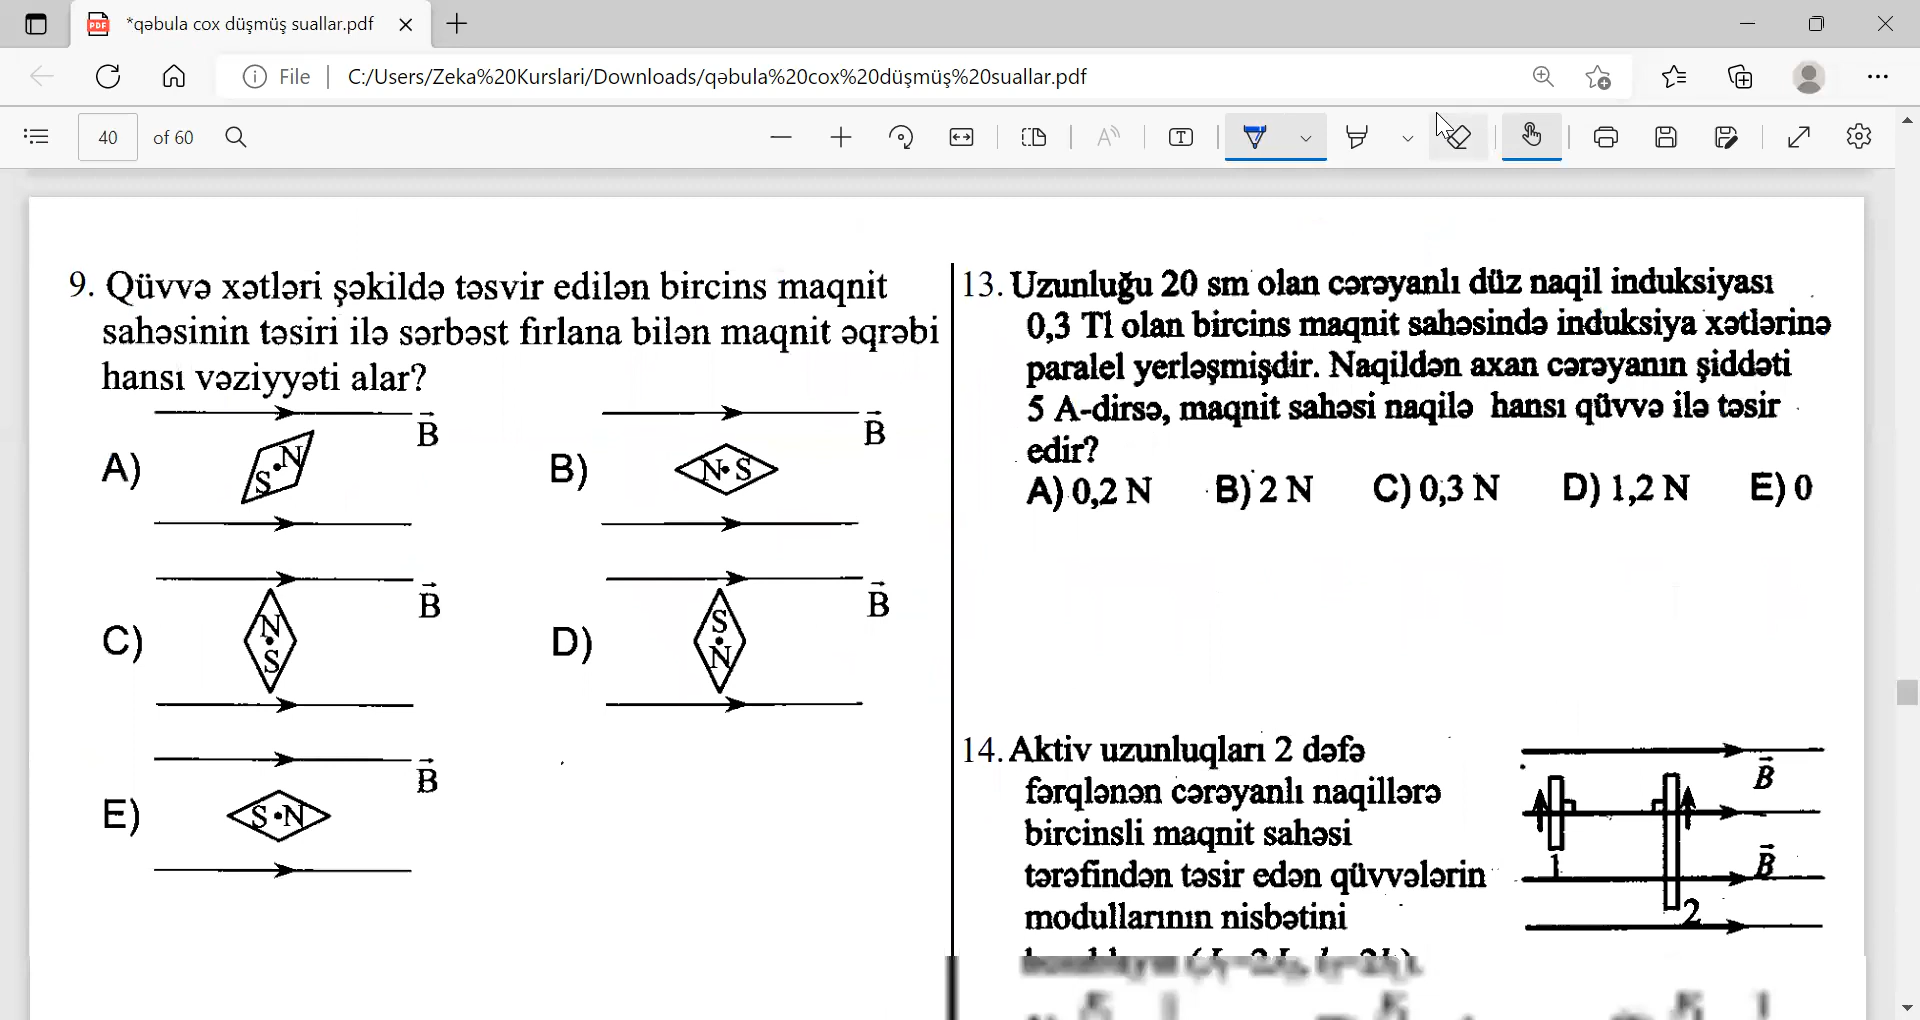 *qəbula cox düşmüş suallar.pdf
File
C:/Users/Zeka%20Kurslari/Downloads/qəbula%20cox%20düşmüş%20suallar.pdf
40
of 60
9. Qüvvə xətləri şəkildə təsvir edilən bircins maqnit
sahəsinin təsiri ilə sərbəst fırlana bilən maqnit əqrəbi
hansı vəziyyəti alar?
A) S N B
B) N S B
C) N S B
D) S N B
E) S N B
13. Uzunluğu 20 sm olan cərəyanlı düz naqil induksiyası
0,3 Tl olan bircins maqnit sahəsində induksiya xətlərinə
paralel yerləşmişdir. Naqildən axan cərəyanın şiddəti
5 A-dirsə, maqnit sahəsi naqilə hansı qüvvə ilə təsir
edir?
A) 0,2 N B) 2 N C) 0,3 N D) 1,2 N E) 0
14. Aktiv uzunluqları 2 dəfə
fərqlənən cərəyanlı naqillərə
bircinsli maqnit sahəsi
tərəfindən təsir edən qüvvələrin
modullarının nisbətini
B
B
1
2